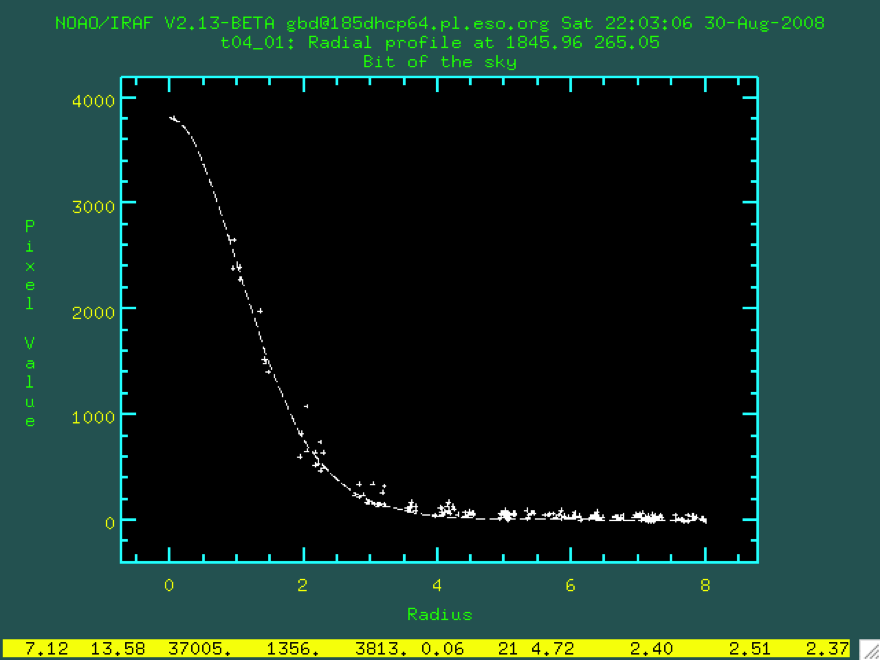 NOAO/IRAF V2.13-BETA gbd@185dhcp64.pl.eso.org Sat 22:03:06 30-Aug-2008
t04_01: Radial profile at 1845.96 265.05
Bit of the sky
4000
3000
2000
1000
0
Pixel Value
0 2 4 6 8
Radius
7.12 13.58 37005. 1356. 3813. 0.06 21 4.72 2.40 2.51 2.37